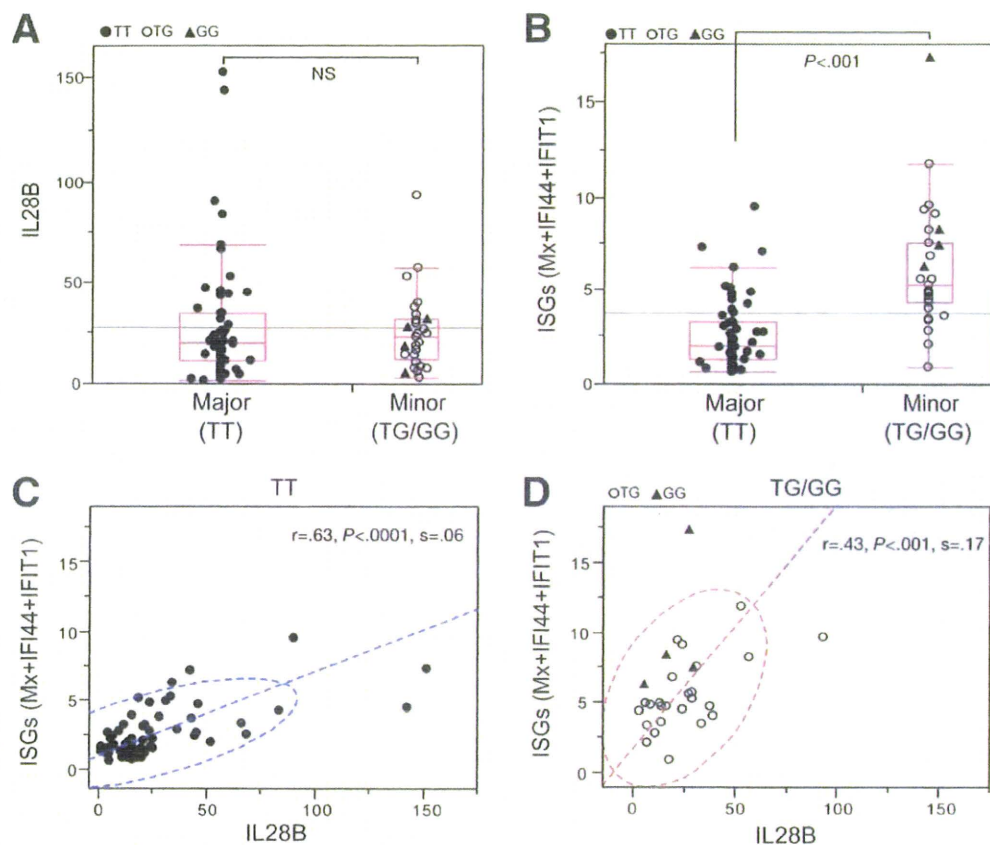 A
●TT ○TG ▲GG
NS
150
100
50
0
IL28B
Major
(TT)
Minor
(TG/GG)
B
●TT ○TG ▲GG
P<.001
15
10
5
0
ISGs (Mx+IFI44+IFIT1)
Major
(TT)
Minor
(TG/GG)
C
TT
r=.63, P<.0001, s=.06
15
10
5
0
ISGs (Mx+IFI44+IFIT1)
0 50 100 150
IL28B
D
○TG ▲GG
TG/GG
r=.43, P<.001, s=.17
15
10
5
0
ISGs (Mx+IFI44+IFIT1)
0 50 100 150
IL28B